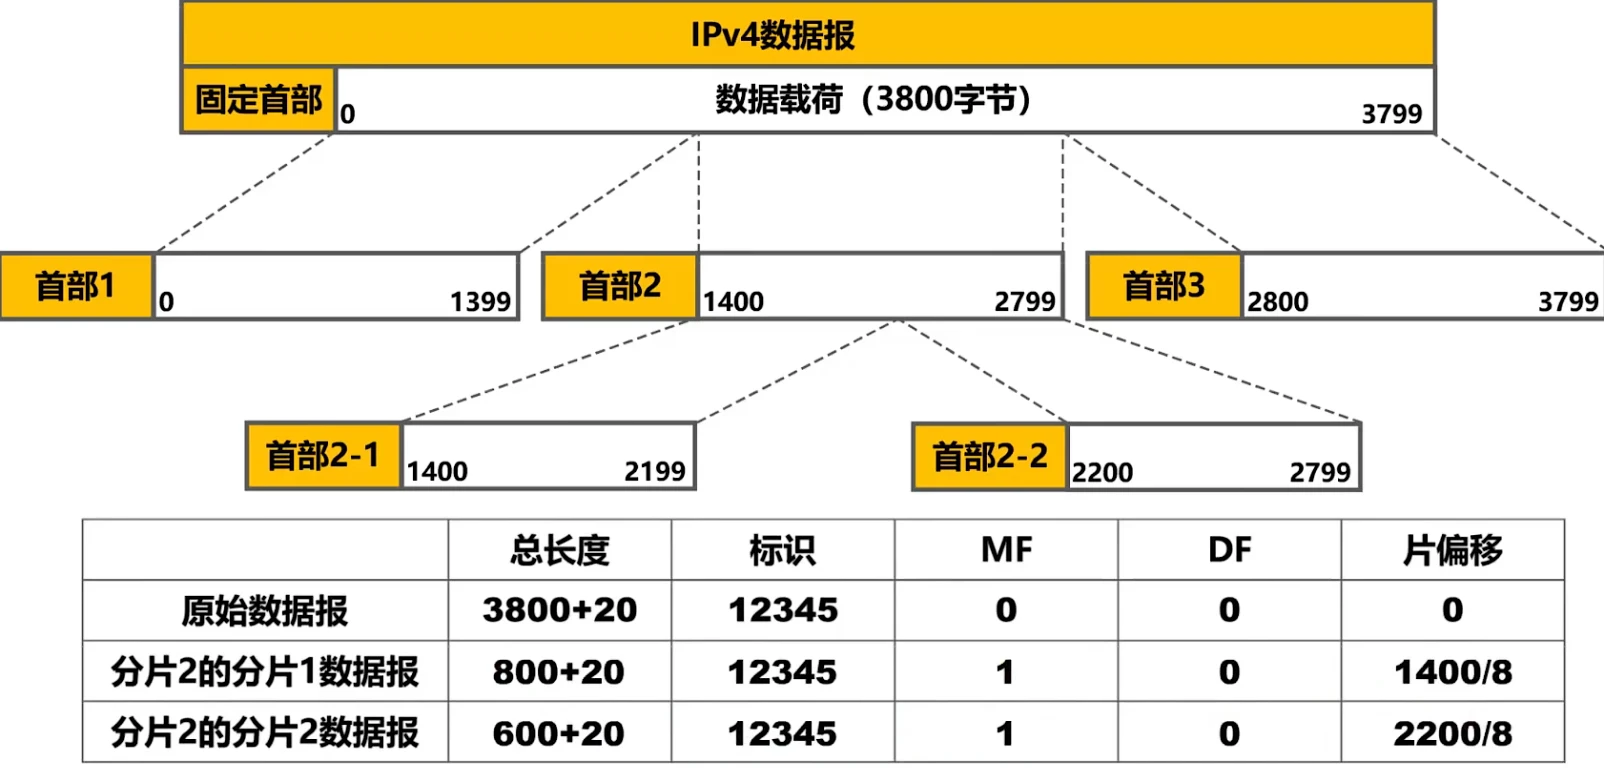 IPv4数据报
固定首部 0 数据载荷（3800字节） 3799
首部1 0 1399 首部2 1400 2799 首部3 2800 3799
首部2-1 1400 2199 首部2-2 2200 2799
总长度 标识 MF DF 片偏移
原始数据报 3800+20 12345 0 0 0
分片2的分片1数据报 800+20 12345 1 0 1400/8
分片2的分片2数据报 600+20 12345 1 0 2200/8